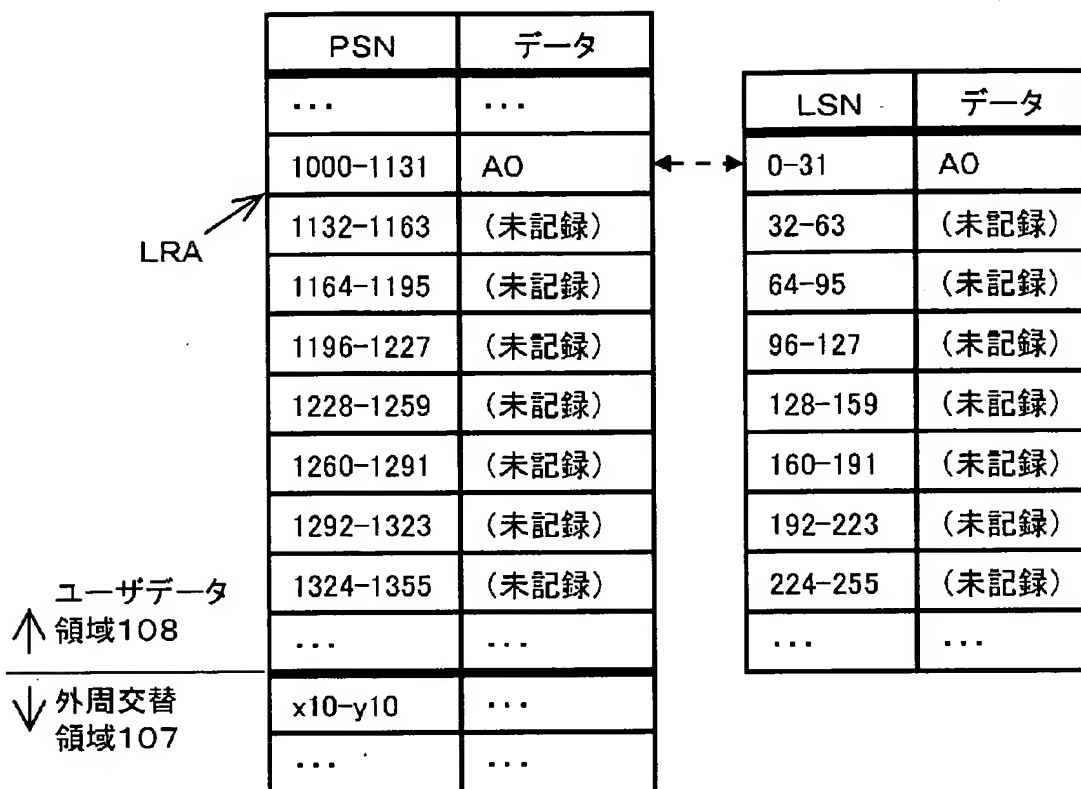 PSN データ
・・・ ・・・
1000-1131 A0
1132-1163 (未記録)
1164-1195 (未記録)
1196-1227 (未記録)
1228-1259 (未記録)
1260-1291 (未記録)
1292-1323 (未記録)
1324-1355 (未記録)
・・・ ・・・
x10-y10 ・・・
・・・ ・・・
LRA
ユーザデータ
領域108
外周交替
領域107
LSN データ
0-31 A0
32-63 (未記録)
64-95 (未記録)
96-127 (未記録)
128-159 (未記録)
160-191 (未記録)
192-223 (未記録)
224-255 (未記録)
・・・ ・・・